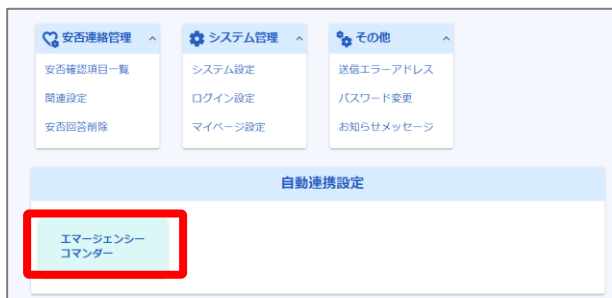 安否連絡管理
システム管理
その他
安否確認項目一覧
システム設定
送信エラーアドレス
関連設定
ログイン設定
パスワード変更
安否回答削除
マイページ設定
お知らせメッセージ
自動連携設定
エマージェンシー
コマンダー